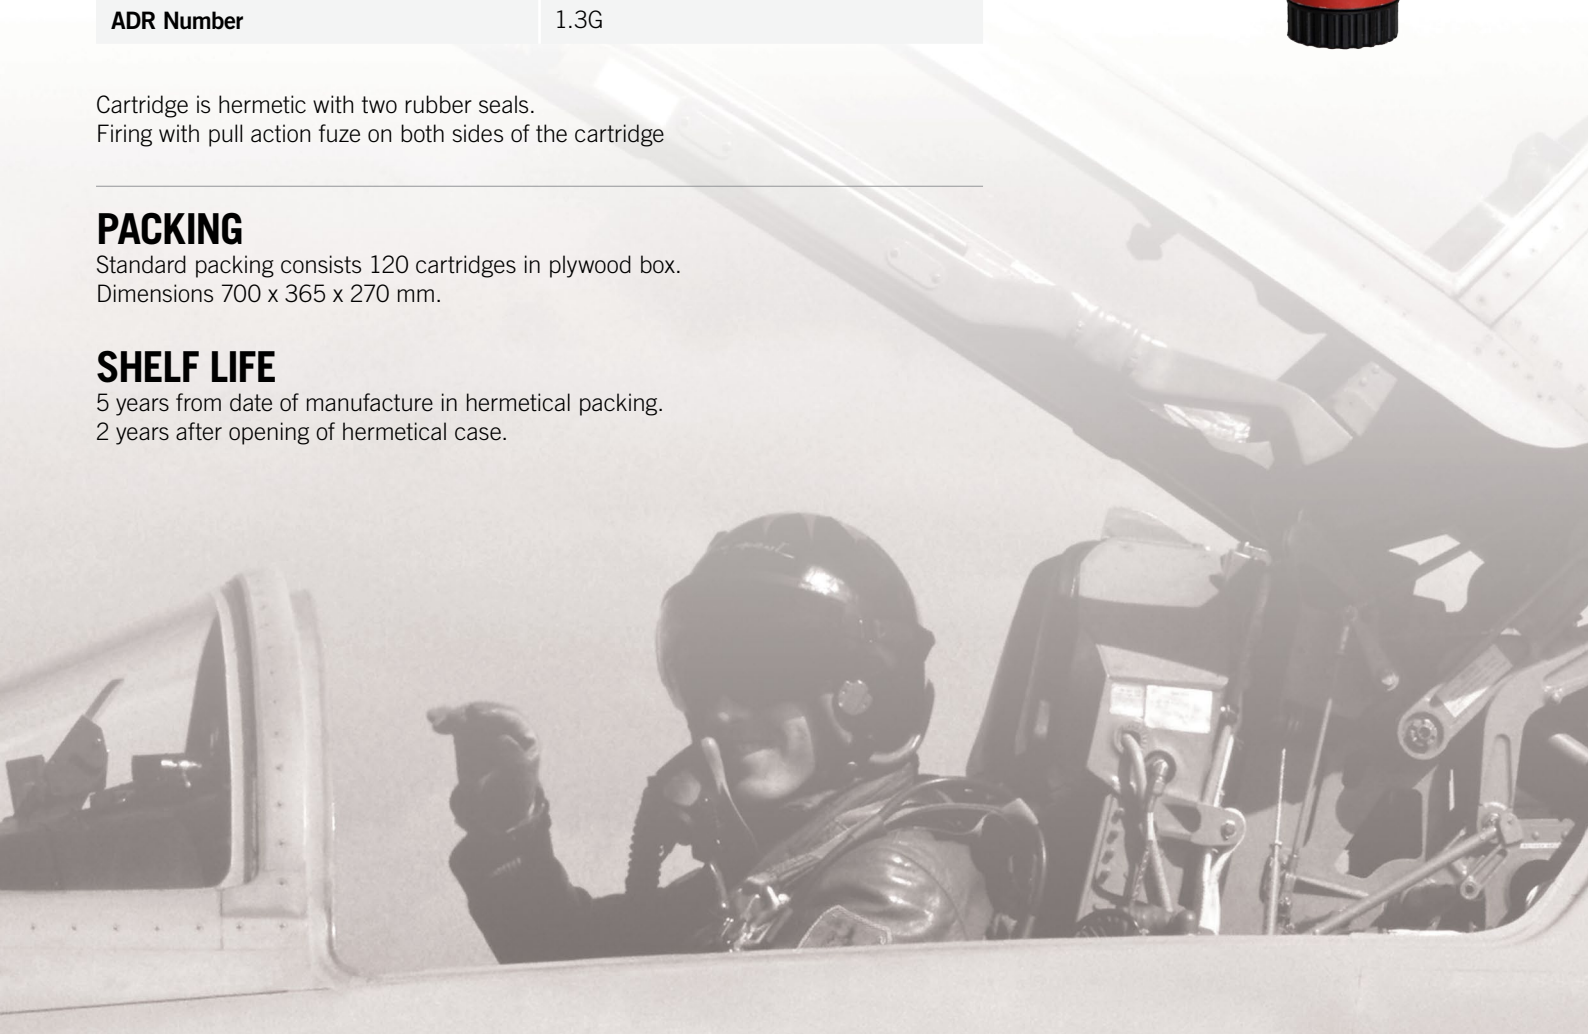 ADR Number 1.3G
Cartridge is hermetic with two rubber seals.
Firing with pull action fuze on both sides of the cartridge
PACKING
Standard packing consists 120 cartridges in plywood box.
Dimensions 700 x 365 x 270 mm.
SHELF LIFE
5 years from date of manufacture in hermetical packing.
2 years after opening of hermetical case.